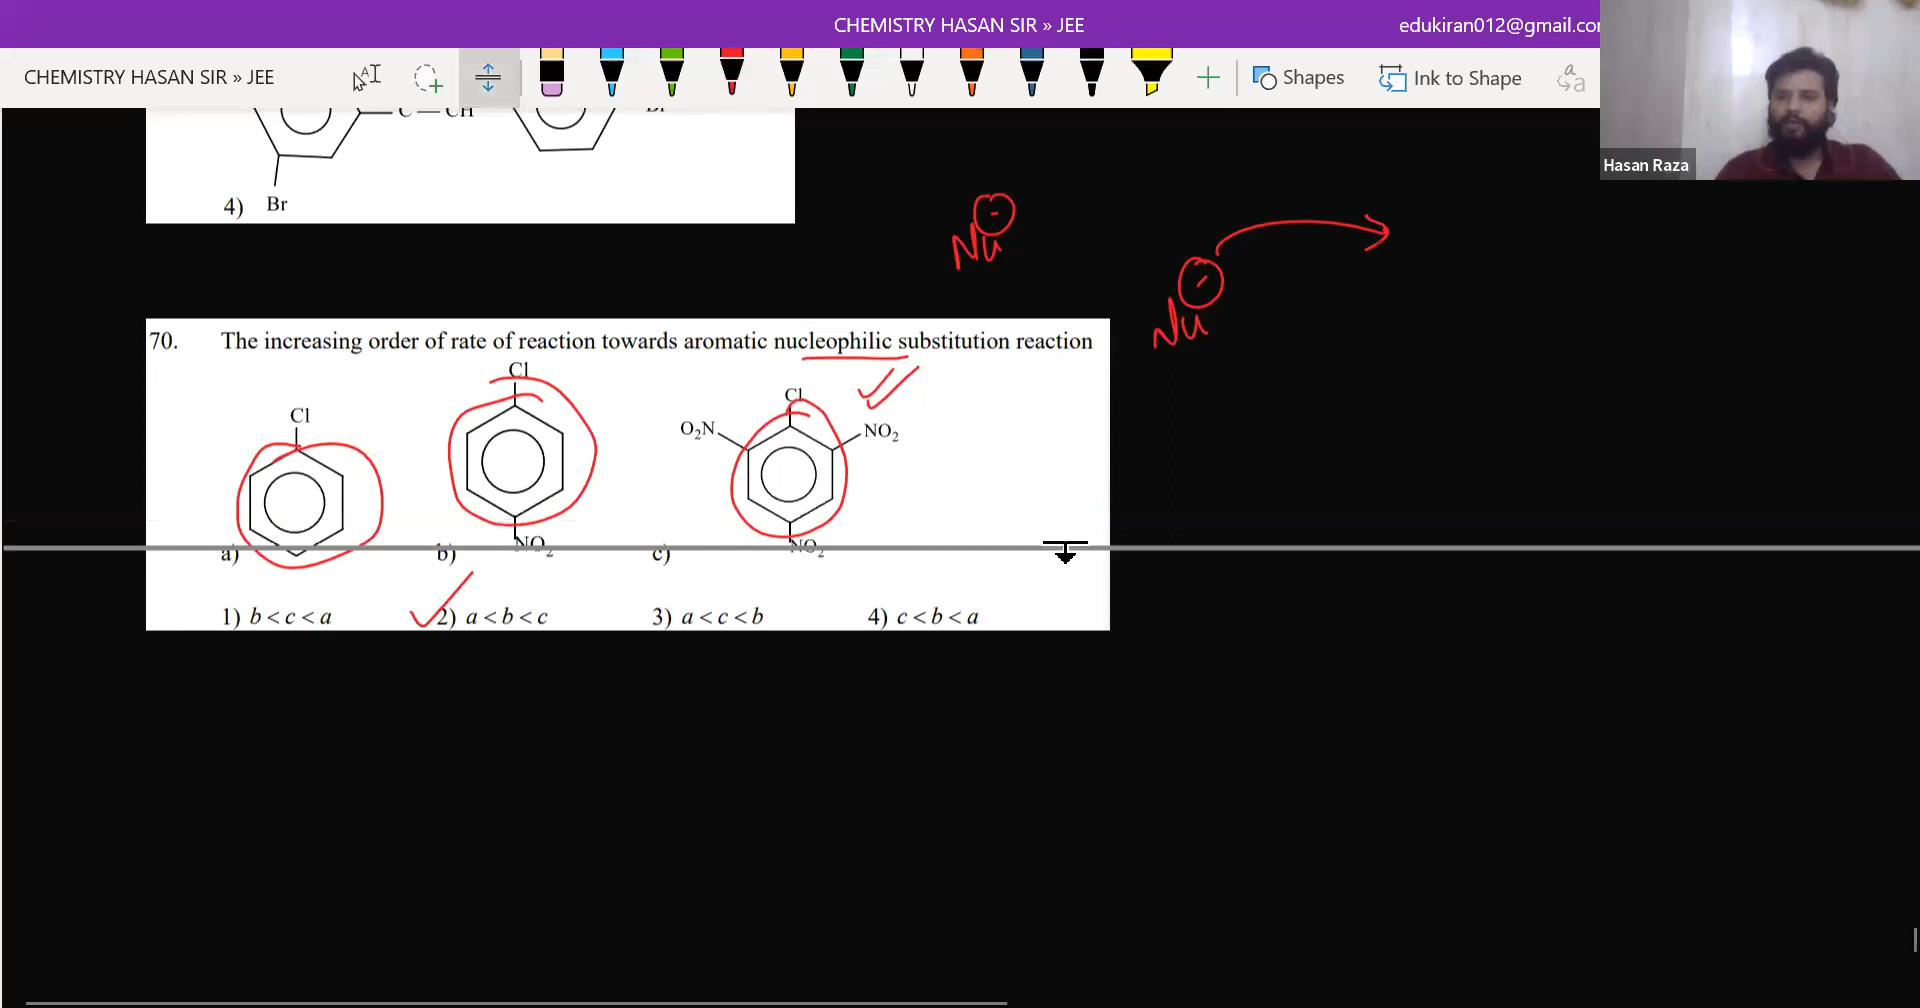 CHEMISTRY HASAN SIR » JEE
edukiran012@gmail.co
CHEMISTRY HASAN SIR » JEE
Shapes
Ink to Shape
Hasan Raza
C — CH
Br
4) Br
Nu -
Nu -
70. The increasing order of rate of reaction towards aromatic nucleophilic substitution reaction
Cl
Cl
Cl
O₂N
NO₂
NO₂
NO₂
a) b) c)
1) b < c < a 2) a < b < c 3) a < c < b 4) c < b < a